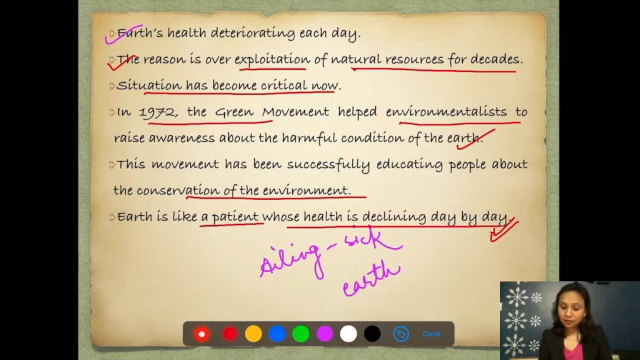 Earth's health deteriorating each day.
The reason is over exploitation of natural resources for decades.
Situation has become critical now.
In 1972, the Green Movement helped environmentalists to
raise awareness about the harmful condition of the earth.
This movement has been successfully educating people about
the conservation of the environment.
Earth is like a patient whose health is declining day by day.
Ailing - sick
earth
Done